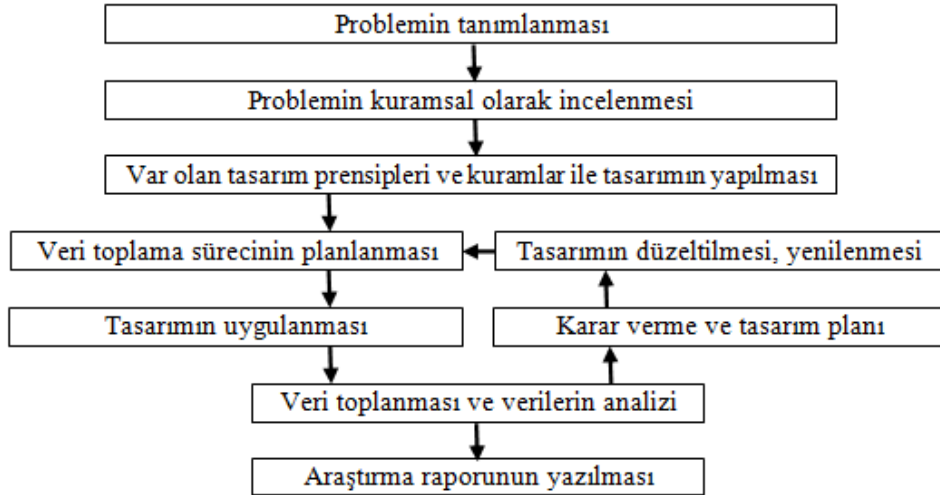 Problemin tanımlanması
Problemin kuramsal olarak incelenmesi
Var olan tasarım prensipleri ve kuramlar ile tasarımın yapılması
Veri toplama sürecinin planlanması
Tasarımın düzeltilmesi, yenilenmesi
Tasarımın uygulanması
Karar verme ve tasarım planı
Veri toplanması ve verilerin analizi
Araştırma raporunun yazılması